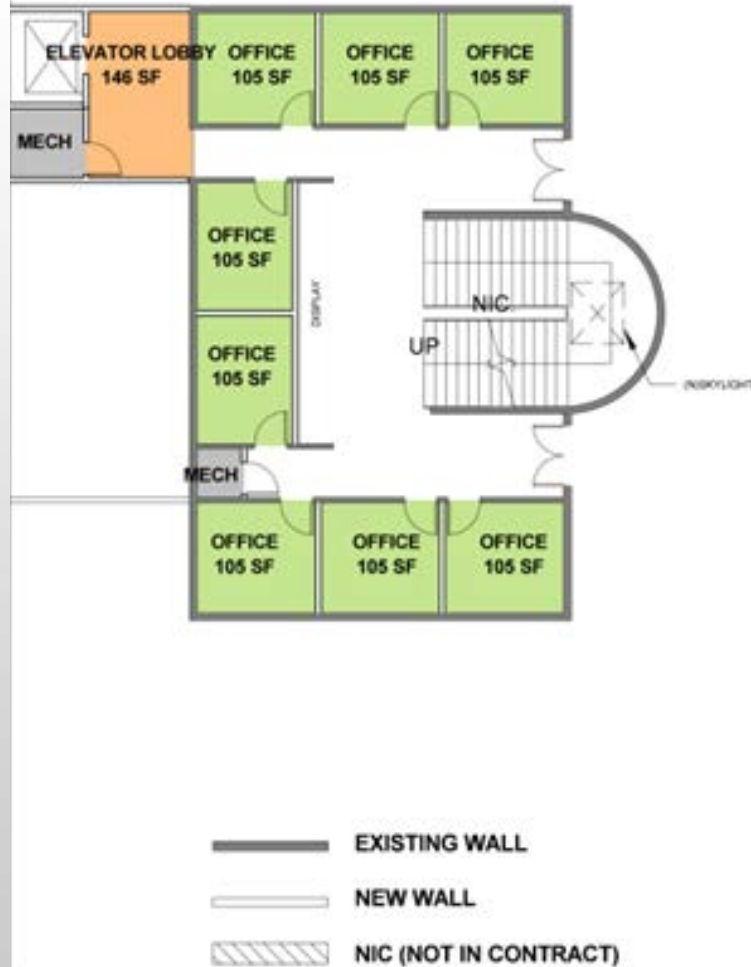 ELEVATOR LOBBY
146 SF
OFFICE
105 SF
OFFICE
105 SF
OFFICE
105 SF
MECH
OFFICE
105 SF
DISPLAY
NIC
UP
(N)SKYLIGHT
OFFICE
105 SF
MECH
OFFICE
105 SF
OFFICE
105 SF
OFFICE
105 SF
EXISTING WALL
NEW WALL
NIC (NOT IN CONTRACT)